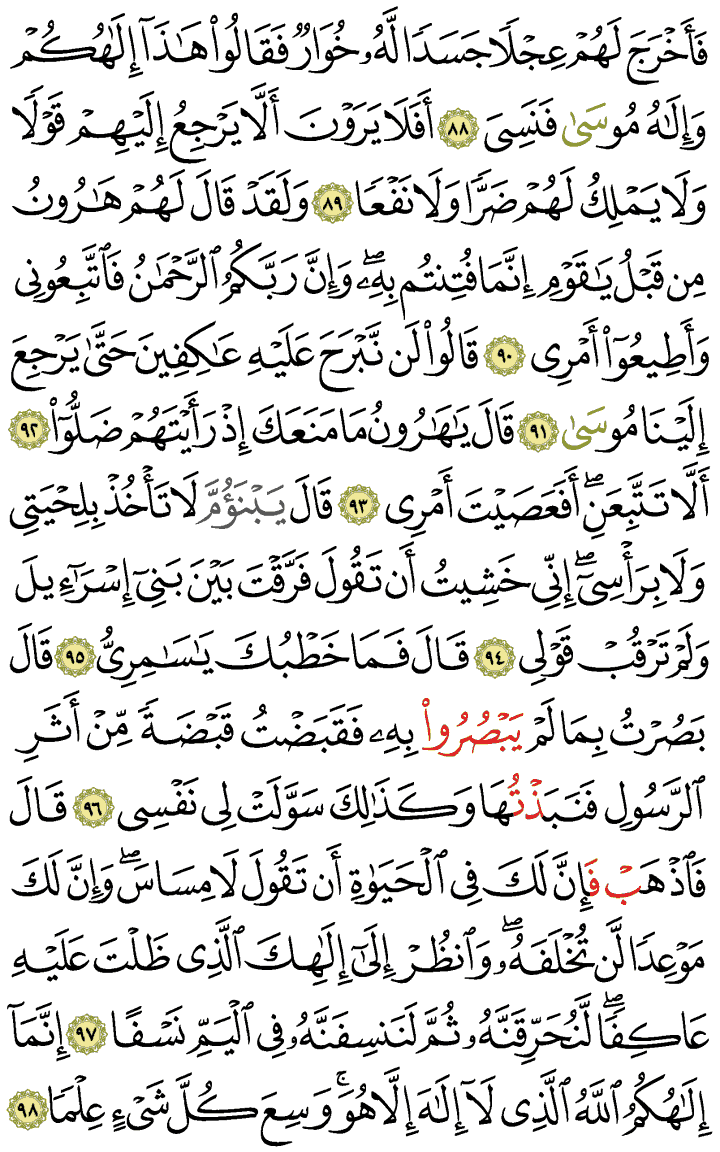 فَأَخْرَجَ لَهُمْ عِجْلًا جَسَدًا لَّهُۥ خُوَارٌ فَقَالُوا۟ هَٰذَآ إِلَٰهُكُمْ
وَإِلَٰهُ مُوسَىٰ فَنَسِىَ ٨٨ أَفَلَا يَرَوْنَ أَلَّا يَرْجِعُ إِلَيْهِمْ قَوْلًا
وَلَا يَمْلِكُ لَهُمْ ضَرًّا وَلَا نَفْعًا ٨٩ وَلَقَدْ قَالَ لَهُمْ هَٰرُونُ
مِن قَبْلُ يَٰقَوْمِ إِنَّمَا فُتِنتُم بِهِۦۖ وَإِنَّ رَبَّكُمُ ٱلرَّحْمَٰنُ فَٱتَّبِعُونِى
وَأَطِيعُوٓا۟ أَمْرِى ٩٠ قَالُوا۟ لَن نَّبْرَحَ عَلَيْهِ عَٰكِفِينَ حَتَّىٰ يَرْجِعَ
إِلَيْنَا مُوسَىٰ ٩١ قَالَ يَٰهَٰرُونُ مَا مَنَعَكَ إِذْ رَأَيْتَهُمْ ضَلُّوٓا۟ ٩٢
أَلَّا تَتَّبِعَنِۖ أَفَعَصَيْتَ أَمْرِى ٩٣ قَالَ يَبْنَؤُمَّ لَا تَأْخُذْ بِلِحْيَتِى
وَلَا بِرَأْسِىٓۖ إِنِّى خَشِيتُ أَن تَقُولَ فَرَّقْتَ بَيْنَ بَنِىٓ إِسْرَٰٓءِيلَ
وَلَمْ تَرْقُبْ قَوْلِى ٩٤ قَالَ فَمَا خَطْبُكَ يَٰسَٰمِرِىُّ ٩٥ قَالَ
بَصُرْتُ بِمَا لَمْ يَبْصُرُوا۟ بِهِۦ فَقَبَضْتُ قَبْضَةً مِّنْ أَثَرِ
ٱلرَّسُولِ فَنَبَذْتُهَا وَكَذَٰلِكَ سَوَّلَتْ لِى نَفْسِى ٩٦ قَالَ
فَٱذْهَبْ فَإِنَّ لَكَ فِى ٱلْحَيَوٰةِ أَن تَقُولَ لَا مِسَاسَۖ وَإِنَّ لَكَ
مَوْعِدًا لَّن تُخْلَفَهُۥۖ وَٱنظُرْ إِلَىٰٓ إِلَٰهِكَ ٱلَّذِى ظَلْتَ عَلَيْهِ
عَاكِفًاۖ لَّنُحَرِّقَنَّهُۥ ثُمَّ لَنَنسِفَنَّهُۥ فِى ٱلْيَمِّ نَسْفًا ٩٧ إِنَّمَآ
إِلَٰهُكُمُ ٱللَّهُ ٱلَّذِى لَآ إِلَٰهَ إِلَّا هُوَۚ وَسِعَ كُلَّ شَىْءٍ عِلْمًا ٩٨